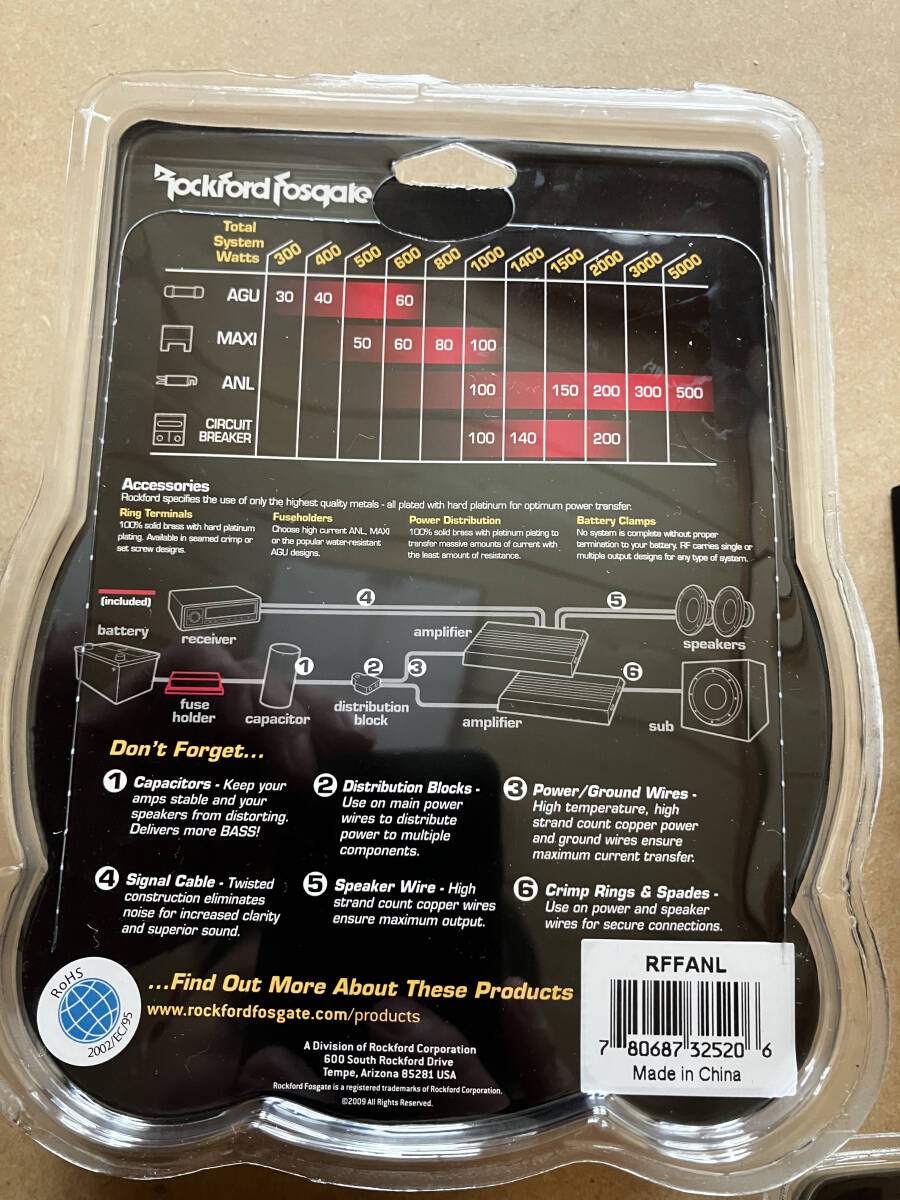 Rockford Fosgate
Total
System
Watts 300 400 500 600 800 1000 1400 1500 2000 3000 5000
AGU 30 40 60
MAXI 50 60 80 100
ANL 100 150 200 300 500
CIRCUIT
BREAKER 100 140 200
Accessories
Rockford specifies the use of only the highest quality metals - all plated with hard platinum for optimum power transfer.
Ring Terminals
100% solid brass with hard platinum
plating. Available in seamed crimp or
set screw designs.
Fuseholders
Choose high current ANL, MAXI
or the popular water-resistant
AGU designs.
Power Distribution
100% solid brass with platinum plating to
transfer massive amounts of current with
the least amount of resistance.
Battery Clamps
No system is complete without proper
termination to your battery. RF carries single or
multiple output designs for any type of system.
(included)
battery
receiver
4
amplifier
5
speakers
fuse
holder
capacitor
1
2
distribution
block
3
amplifier
6
sub
Don't Forget...
1 Capacitors - Keep your
amps stable and your
speakers from distorting.
Delivers more BASS!
2 Distribution Blocks -
Use on main power
wires to distribute
power to multiple
components.
3 Power/Ground Wires -
High temperature, high
strand count copper power
and ground wires ensure
maximum current transfer.
4 Signal Cable - Twisted
construction eliminates
noise for increased clarity
and superior sound.
5 Speaker Wire - High
strand count copper wires
ensure maximum output.
6 Crimp Rings & Spades -
Use on power and speaker
wires for secure connections.
...Find Out More About These Products
www.rockfordfosgate.com/products
RoHS
2002/EC/95
A Division of Rockford Corporation
600 South Rockford Drive
Tempe, Arizona 85281 USA
Rockford Fosgate is a registered trademarks of Rockford Corporation.
©2009 All Rights Reserved.
RFFANL
7 80687 32520 6
Made in China